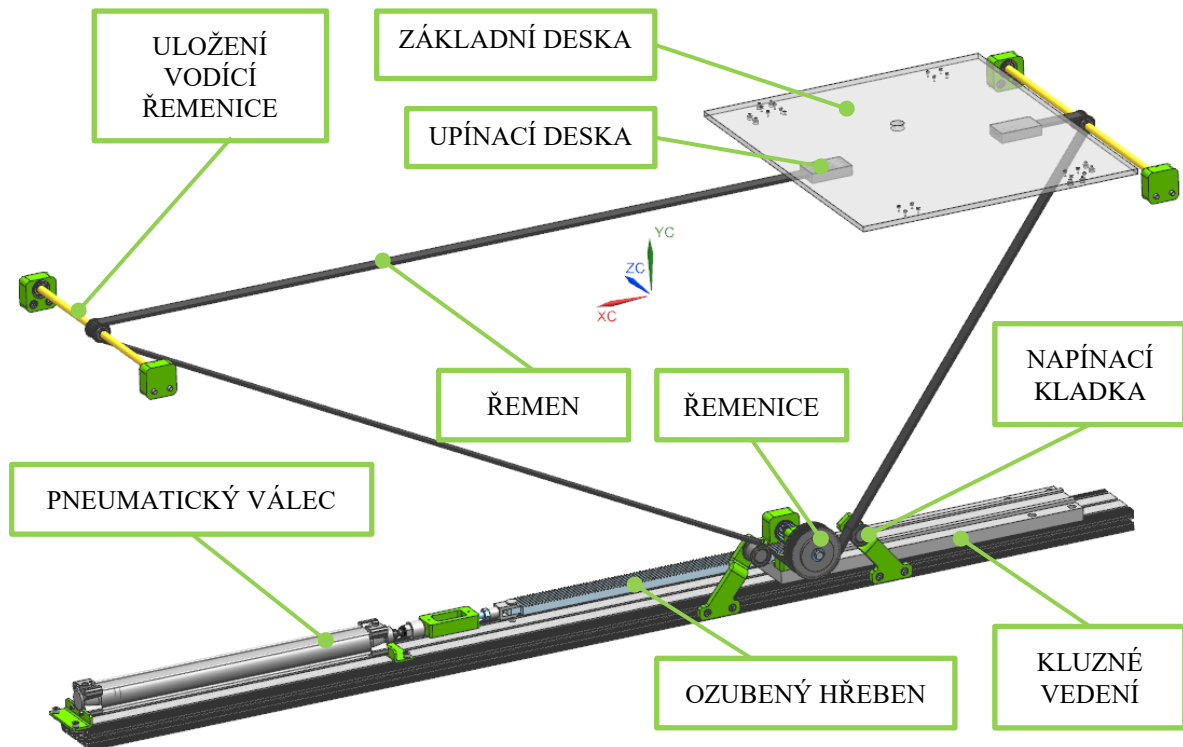 ULOŽENÍ
VODÍCÍ
ŘEMENICE
ZÁKLADNÍ DESKA
UPÍNACÍ DESKA
YC
ZC
XC
ŘEMEN
ŘEMENICE
NAPÍNACÍ
KLADKA
PNEUMATICKÝ VÁLEC
OZUBENÝ HŘEBEN
KLUZNÉ
VEDENÍ